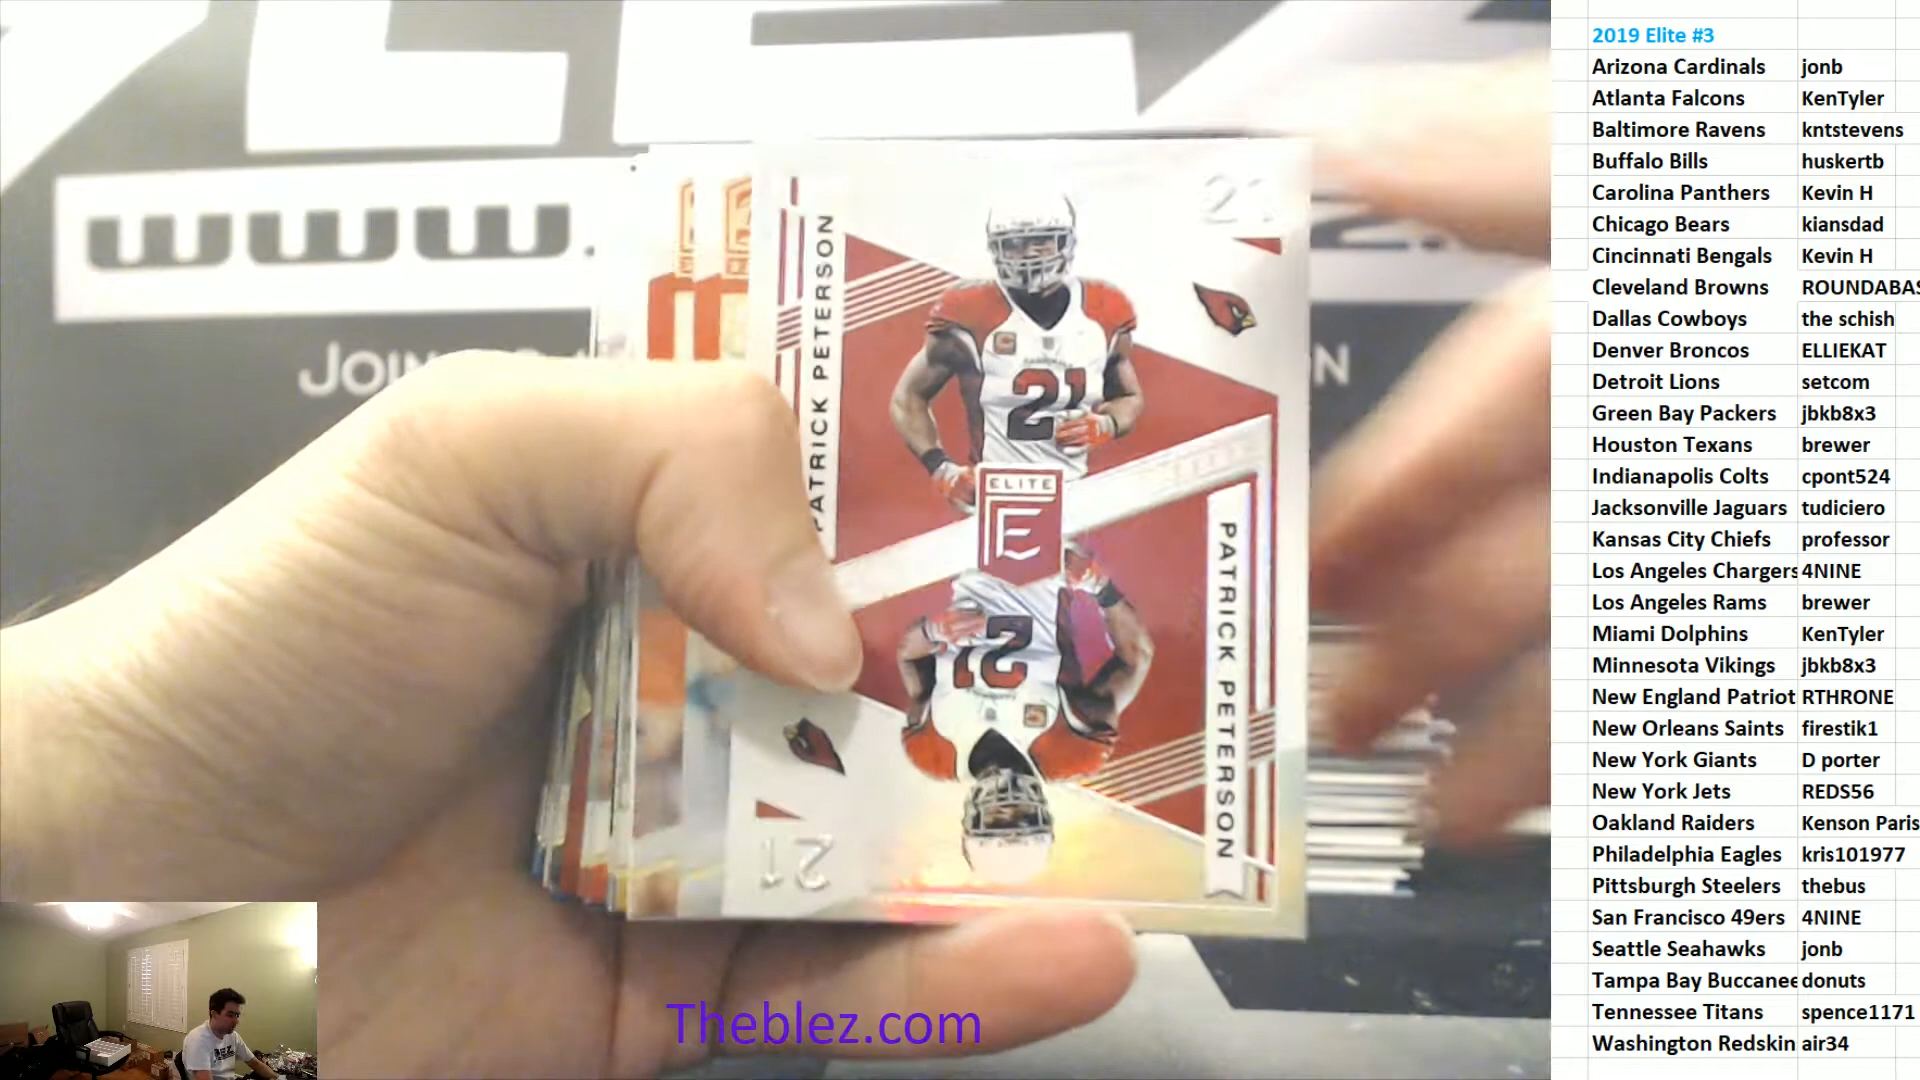 www.
JOIN
N
PATRICK PETERSON
21
21
ELITE
E
PATRICK PETERSON
21
21
Theblez.com
2019 Elite #3
Arizona Cardinals jonb
Atlanta Falcons KenTyler
Baltimore Ravens kntstevens
Buffalo Bills huskertb
Carolina Panthers Kevin H
Chicago Bears kiansdad
Cincinnati Bengals Kevin H
Cleveland Browns ROUNDABAS
Dallas Cowboys the schish
Denver Broncos ELLIEKAT
Detroit Lions setcom
Green Bay Packers jbkb8x3
Houston Texans brewer
Indianapolis Colts cpont524
Jacksonville Jaguars tudiciero
Kansas City Chiefs professor
Los Angeles Chargers 4NINE
Los Angeles Rams brewer
Miami Dolphins KenTyler
Minnesota Vikings jbkb8x3
New England Patriot RTHRONE
New Orleans Saints firestik1
New York Giants D porter
New York Jets REDS56
Oakland Raiders Kenson Paris
Philadelphia Eagles kris101977
Pittsburgh Steelers thebus
San Francisco 49ers 4NINE
Seattle Seahawks jonb
Tampa Bay Buccanee donuts
Tennessee Titans spence1171
Washington Redskin air34